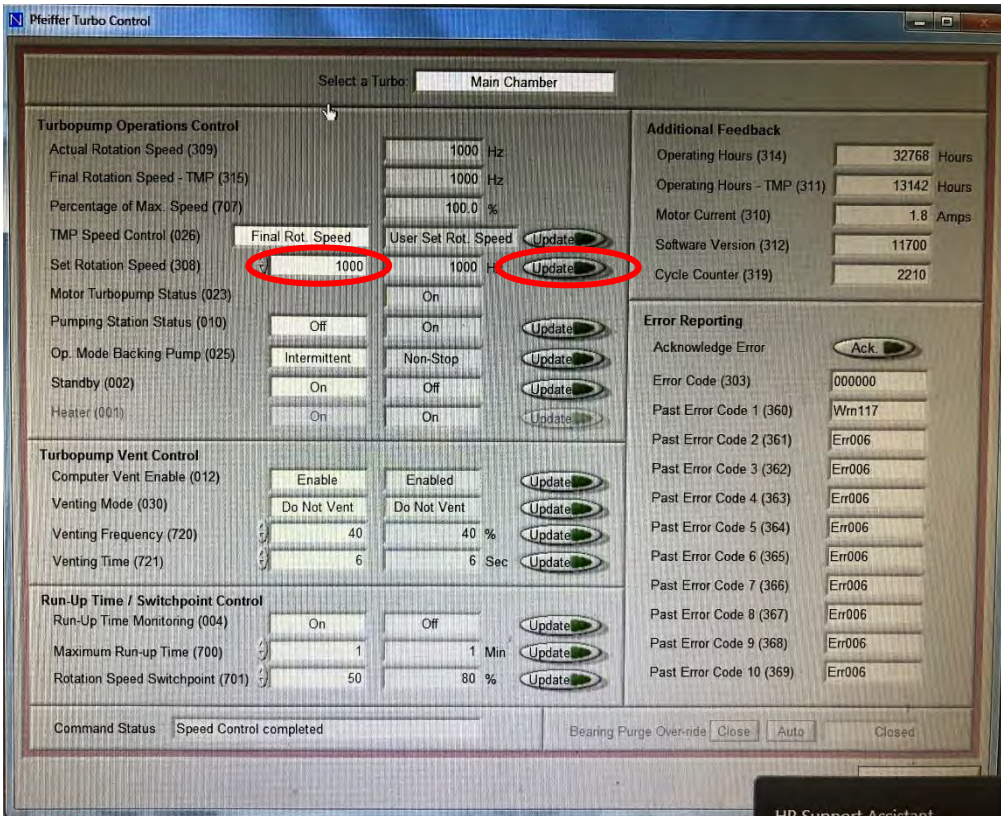 Pfeiffer Turbo Control
Select a Turbo: Main Chamber
Turbopump Operations Control
Actual Rotation Speed (309) 1000 Hz
Final Rotation Speed - TMP (315) 1000 Hz
Percentage of Max. Speed (707) 100.0 %
TMP Speed Control (026) Final Rot. Speed User Set Rot. Speed Update
Set Rotation Speed (308) 1000 1000 Update
Motor Turbopump Status (023) On
Pumping Station Status (010) Off On Update
Op. Mode Backing Pump (025) Intermittent Non-Stop Update
Standby (002) On Off Update
Heater (001) On On Update
Turbopump Vent Control
Computer Vent Enable (012) Enable Enabled Update
Venting Mode (030) Do Not Vent Do Not Vent Update
Venting Frequency (720) 40 40 % Update
Venting Time (721) 6 6 Sec Update
Run-Up Time / Switchpoint Control
Run-Up Time Monitoring (004) On Off Update
Maximum Run-up Time (700) 1 1 Min Update
Rotation Speed Switchpoint (701) 50 80 % Update
Additional Feedback
Operating Hours (314) 32768 Hours
Operating Hours - TMP (311) 13142 Hours
Motor Current (310) 1.8 Amps
Software Version (312) 11700
Cycle Counter (319) 2210
Error Reporting
Acknowledge Error Ack.
Error Code (303) 000000
Past Error Code 1 (360) Wrn117
Past Error Code 2 (361) Err006
Past Error Code 3 (362) Err006
Past Error Code 4 (363) Err006
Past Error Code 5 (364) Err006
Past Error Code 6 (365) Err006
Past Error Code 7 (366) Err006
Past Error Code 8 (367) Err006
Past Error Code 9 (368) Err006
Past Error Code 10 (369) Err006
Command Status Speed Control completed
Bearing Purge Over-ride Close Auto Closed
HP Support Assistant